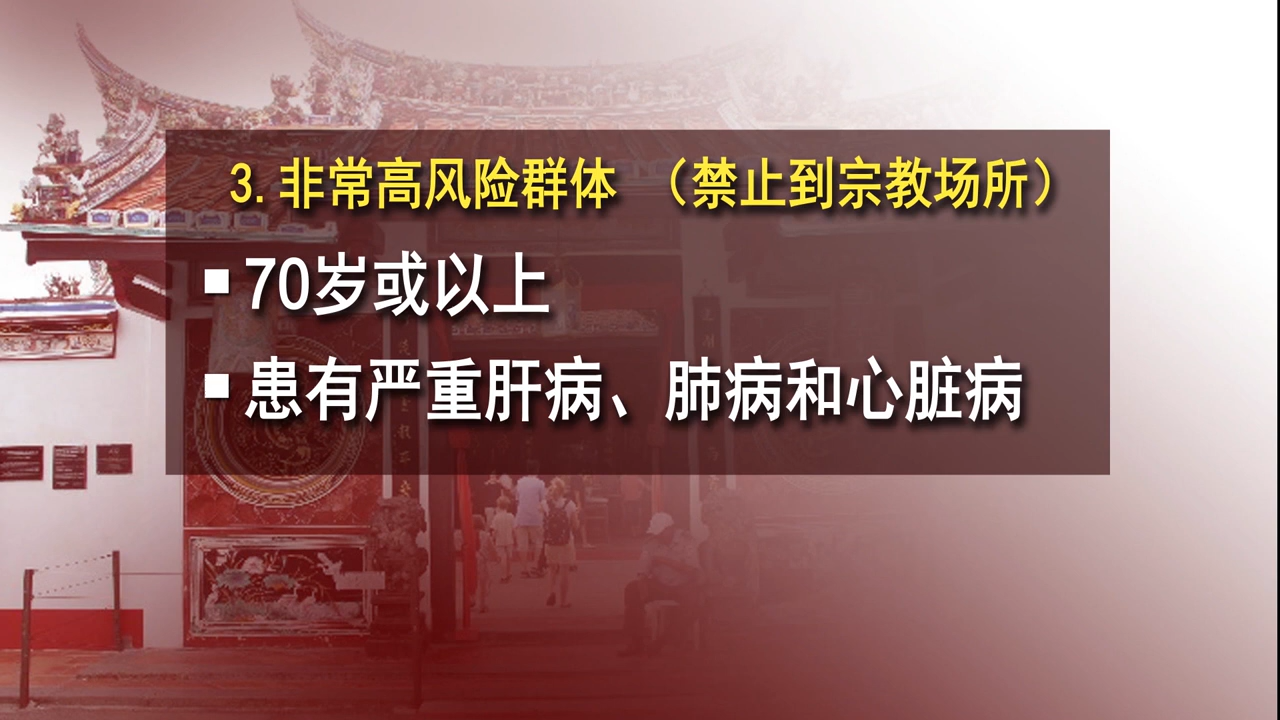 3.非常高风险群体 （禁止到宗教场所）
▪ 70岁或以上
▪ 患有严重肝病、肺病和心脏病